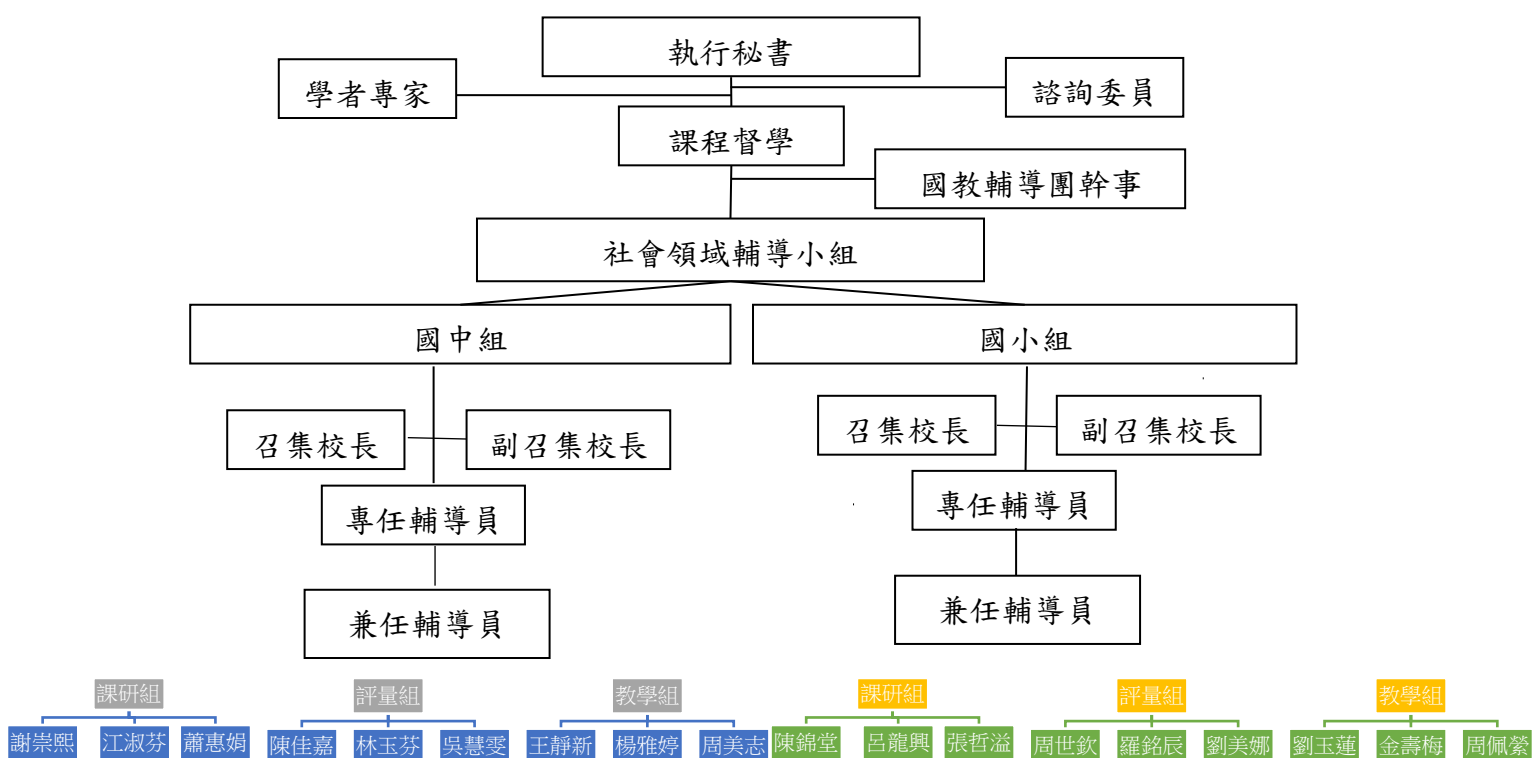 執行秘書
學者專家
諮詢委員
課程督學
國教輔導團幹事
社會領域輔導小組
國中組
國小組
召集校長
副召集校長
召集校長
副召集校長
專任輔導員
專任輔導員
兼任輔導員
兼任輔導員
課研組
評量組
教學組
課研組
評量組
教學組
謝崇熙
江淑芬
蕭惠娟
陳佳嘉
林玉芬
吳慧雯
王靜新
楊雅婷
周美志
陳錦堂
呂龍興
張哲溢
周世欽
羅銘辰
劉美娜
劉玉蓮
金壽梅
周佩縈